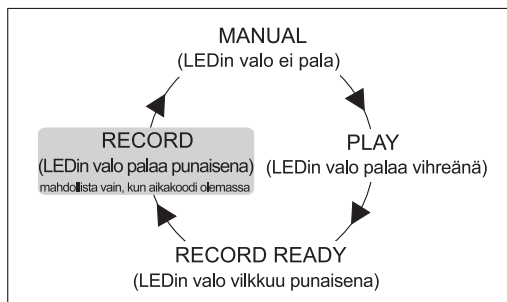 MANUAL
(LEDin valo ei pala)
RECORD
(LEDin valo palaa punaisena)
mahdollista vain, kun aikakoodi olemassa
PLAY
(LEDin valo palaa vihreänä)
RECORD READY
(LEDin valo vilkkuu punaisena)